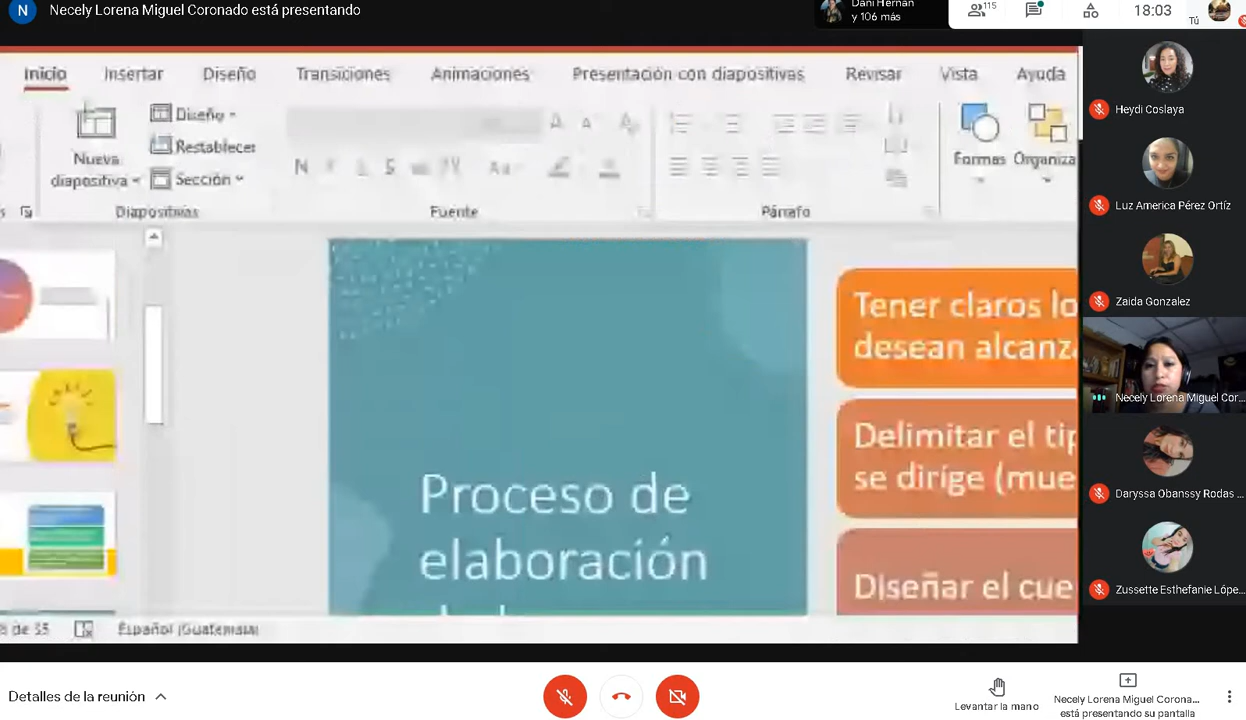 N Necely Lorena Miguel Coronado está presentando
Dani Hernan
y 106 más
115
18:03
Tú
Inicio Insertar Diseño Transiciones Animaciones Presentación con diapositivas Revisar Vista Ayuda
Nueva
diapositiva
Diseño
Restablecer
Sección
Diapositivas
N
S
Aa
Fuente
Párrafo
Formas
Organiza
Proceso de
elaboración
Tener claros lo
desean alcanz
Delimitar el tip
se dirige (mue
Diseñar el cue
de 55
Español (Guatemala)
Heydi Coslaya
Luz America Pérez Ortíz
Zaida Gonzalez
Necely Lorena Miguel Cor...
Daryssa Obanssy Rodas ...
Zussette Esthefanie Lópe...
Detalles de la reunión
Levantar la mano
Necely Lorena Miguel Corona...
está presentando su pantalla